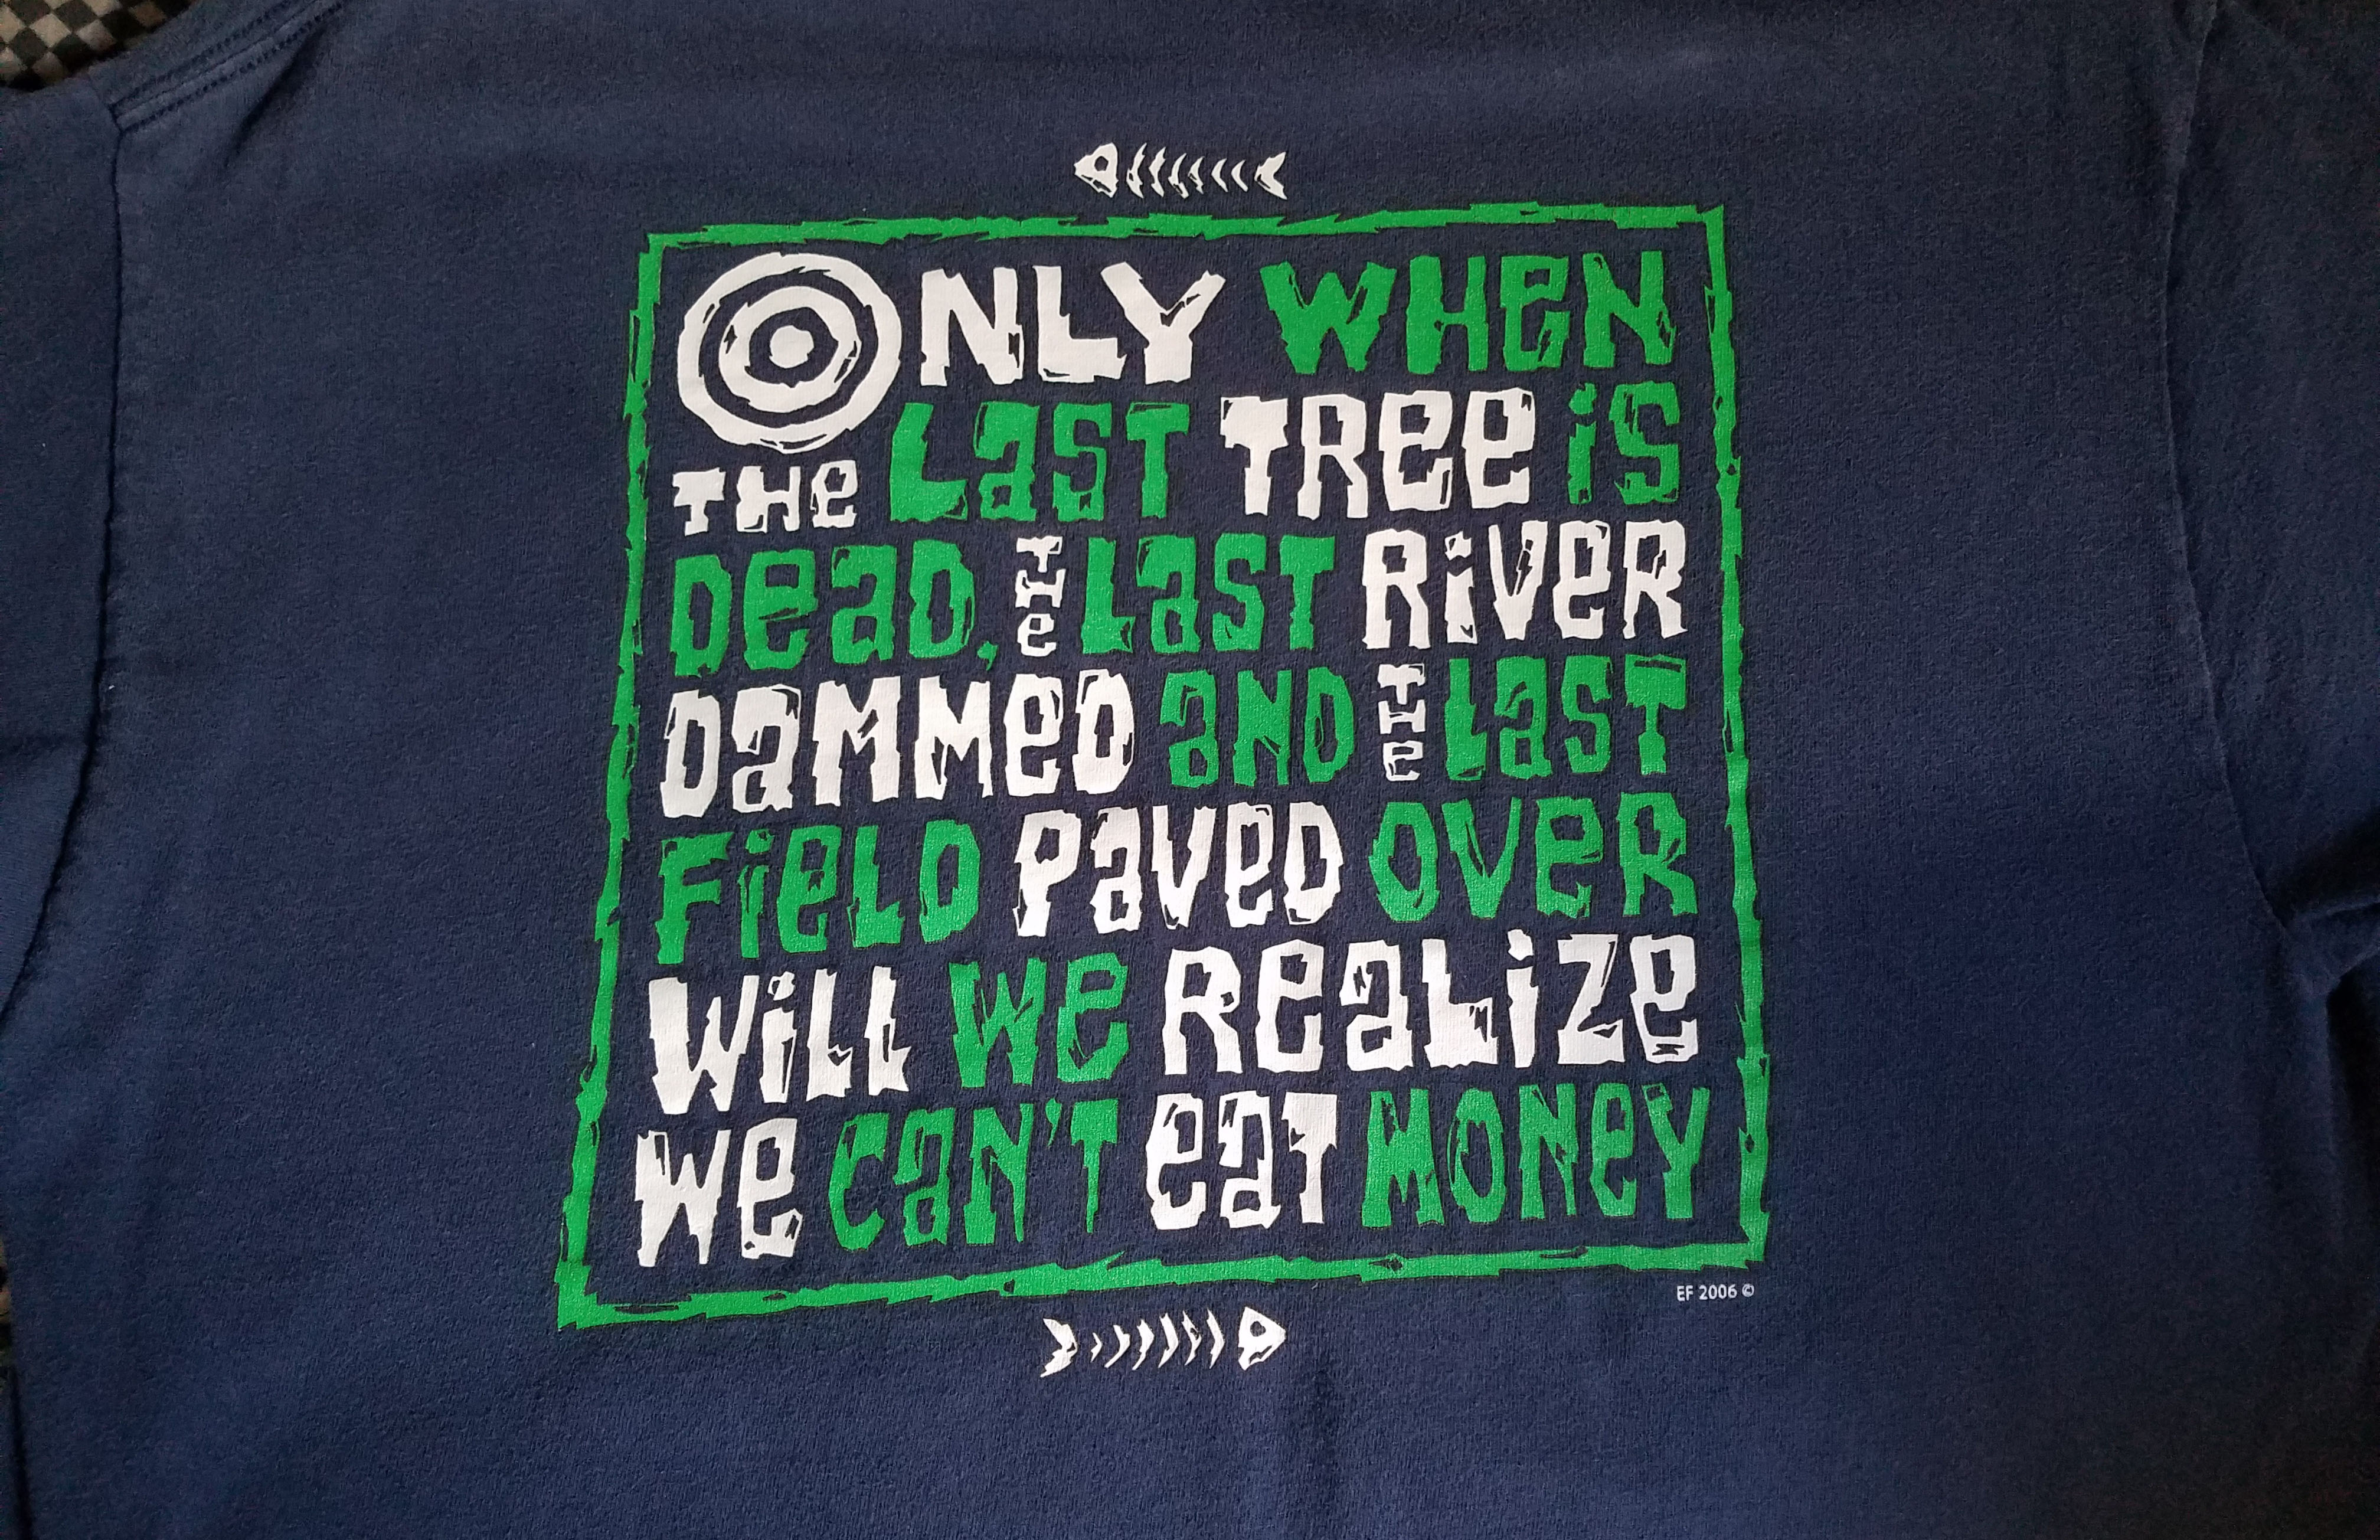 ONLY WHEN
THE LAST TREE IS
DEAD, THE LAST RIVER
DAMMED AND THE LAST
FIELD PAVED OVER
WILL WE REALIZE
WE CAN'T EAT MONEY
EF 2006 ©